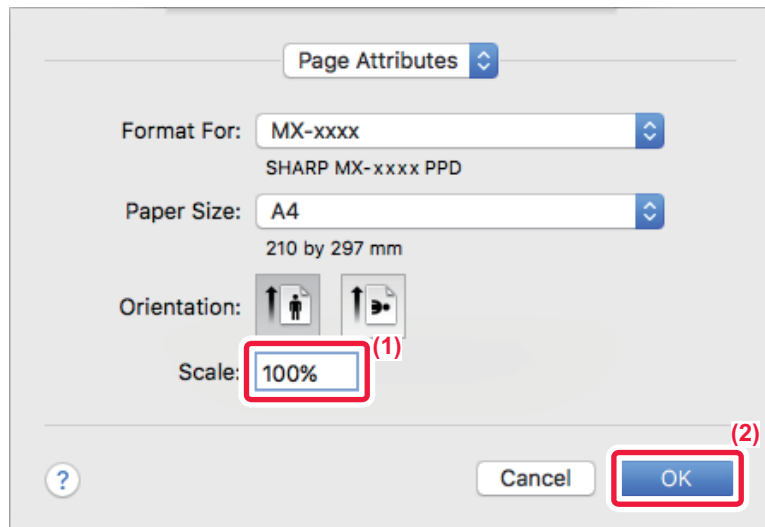 Page Attributes
Format For: MX-xxxx
SHARP MX-xxxx PPD
Paper Size: A4
210 by 297 mm
Orientation:
(1)
Scale: 100%
(2)
? Cancel OK